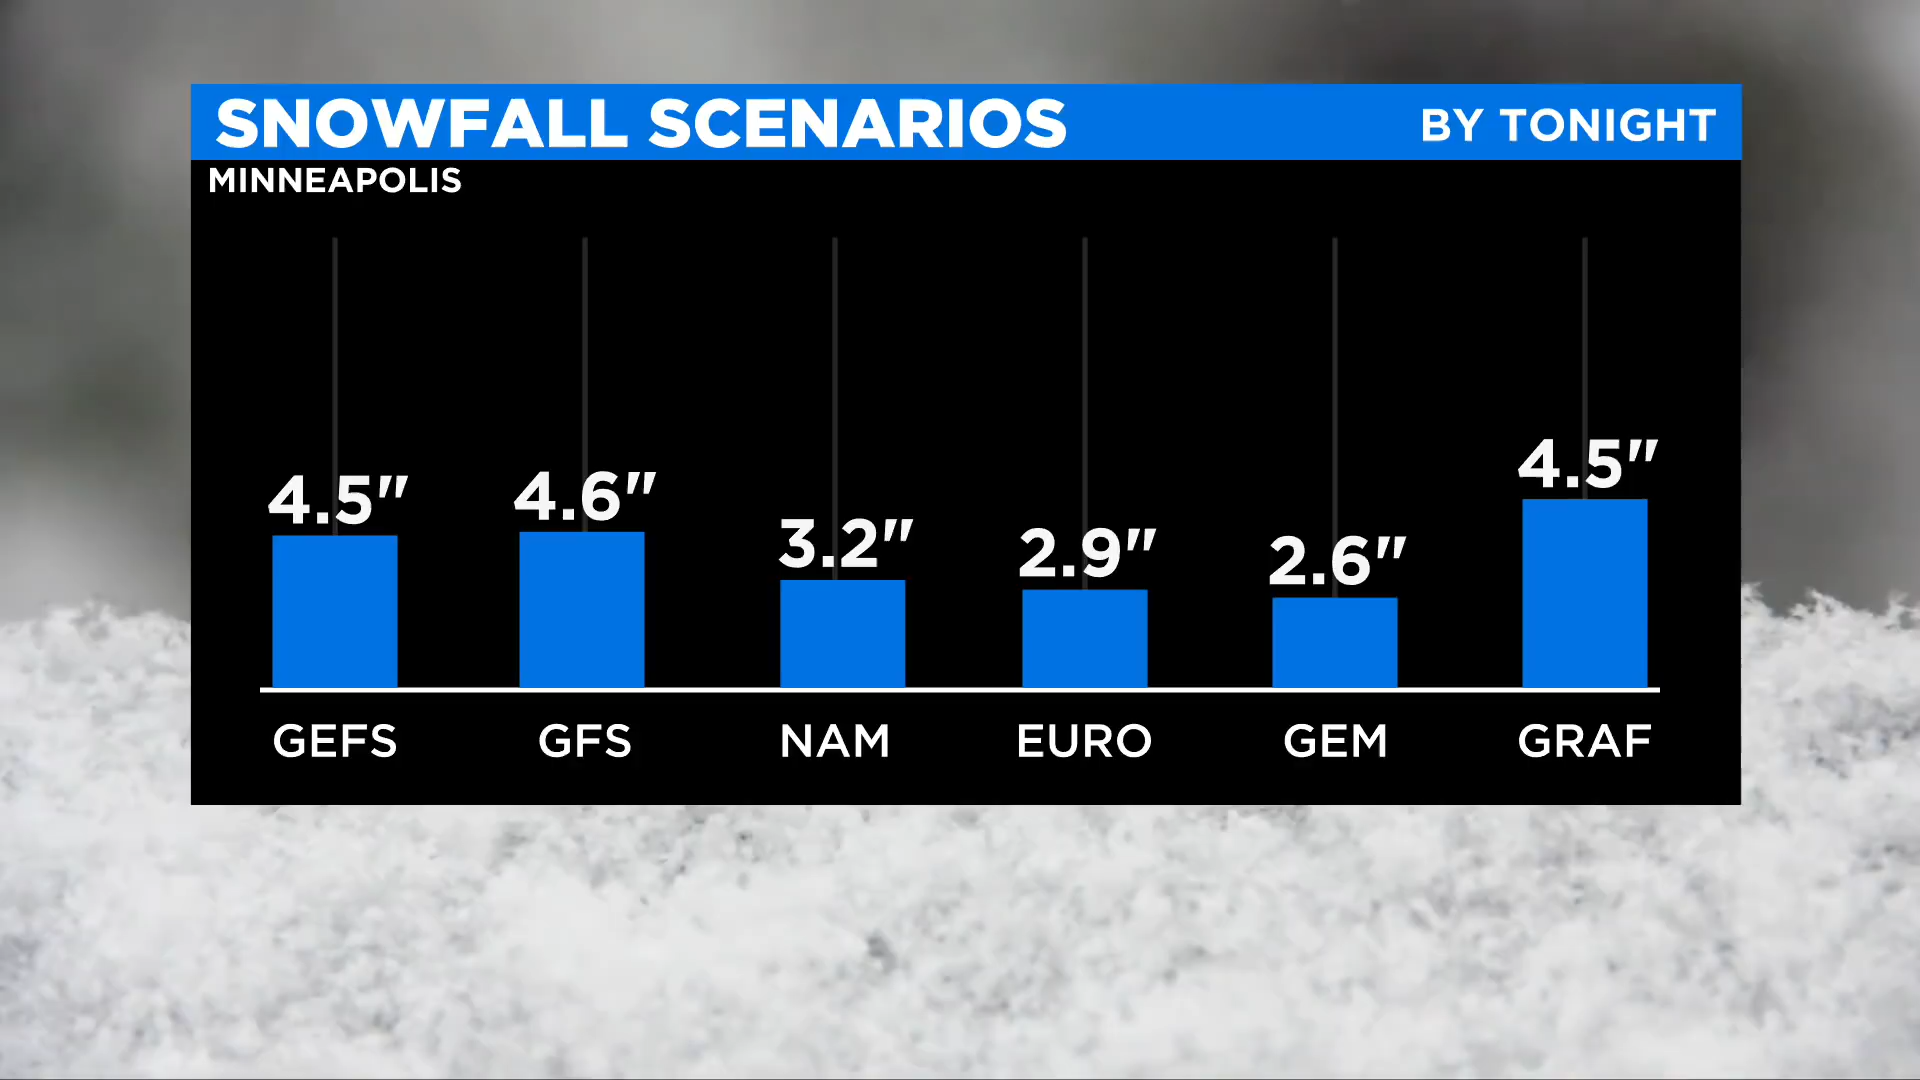 SNOWFALL SCENARIOS BY TONIGHT
MINNEAPOLIS
4.5" 4.6" 3.2" 2.9" 2.6" 4.5"
GEFS GFS NAM EURO GEM GRAF